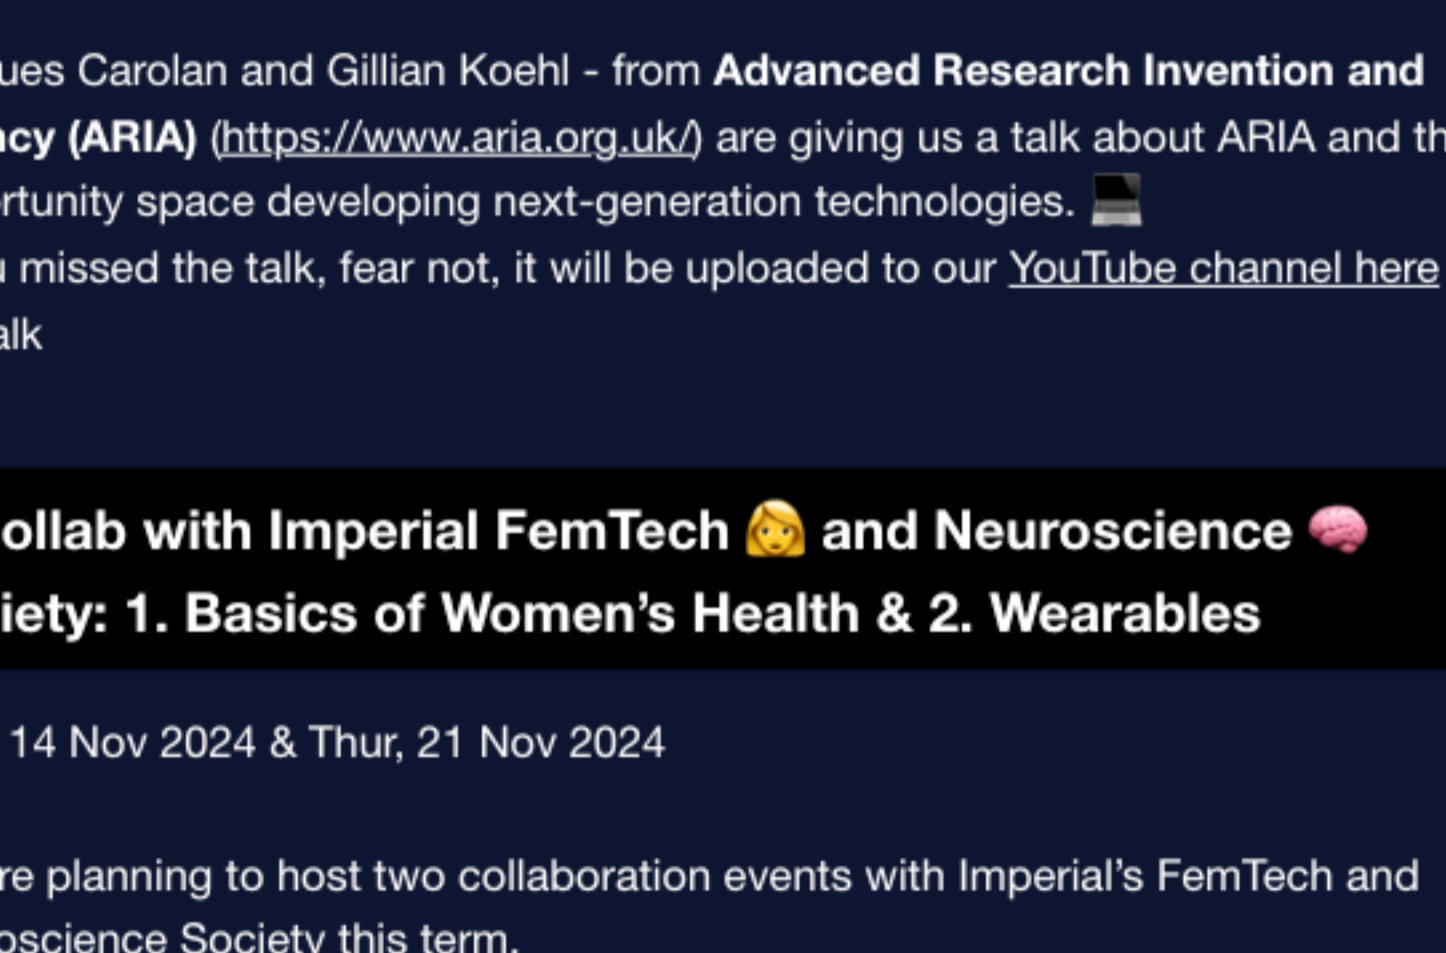 ues Carolan and Gillian Koehl - from Advanced Research Invention and
ncy (ARIA) (https://www.aria.org.uk/) are giving us a talk about ARIA and th
rtunity space developing next-generation technologies. 💻
u missed the talk, fear not, it will be uploaded to our YouTube channel here
alk
ollab with Imperial FemTech 👩 and Neuroscience 🧠
iety: 1. Basics of Women’s Health & 2. Wearables
14 Nov 2024 & Thur, 21 Nov 2024
re planning to host two collaboration events with Imperial’s FemTech and
oscience Society this term.